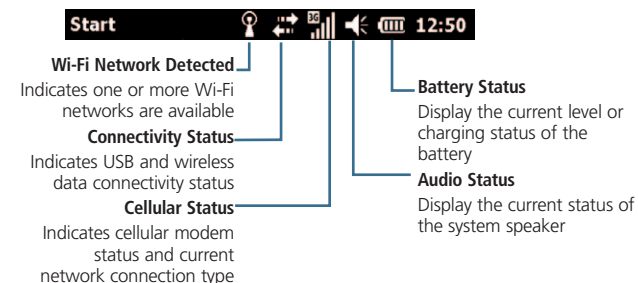 Start 3G 12:50
Wi-Fi Network Detected
Indicates one or more Wi-Fi
networks are available
Connectivity Status
Indicates USB and wireless
data connectivity status
Cellular Status
Indicates cellular modem
status and current
network connection type
Battery Status
Display the current level or
charging status of the
battery
Audio Status
Display the current status of
the system speaker